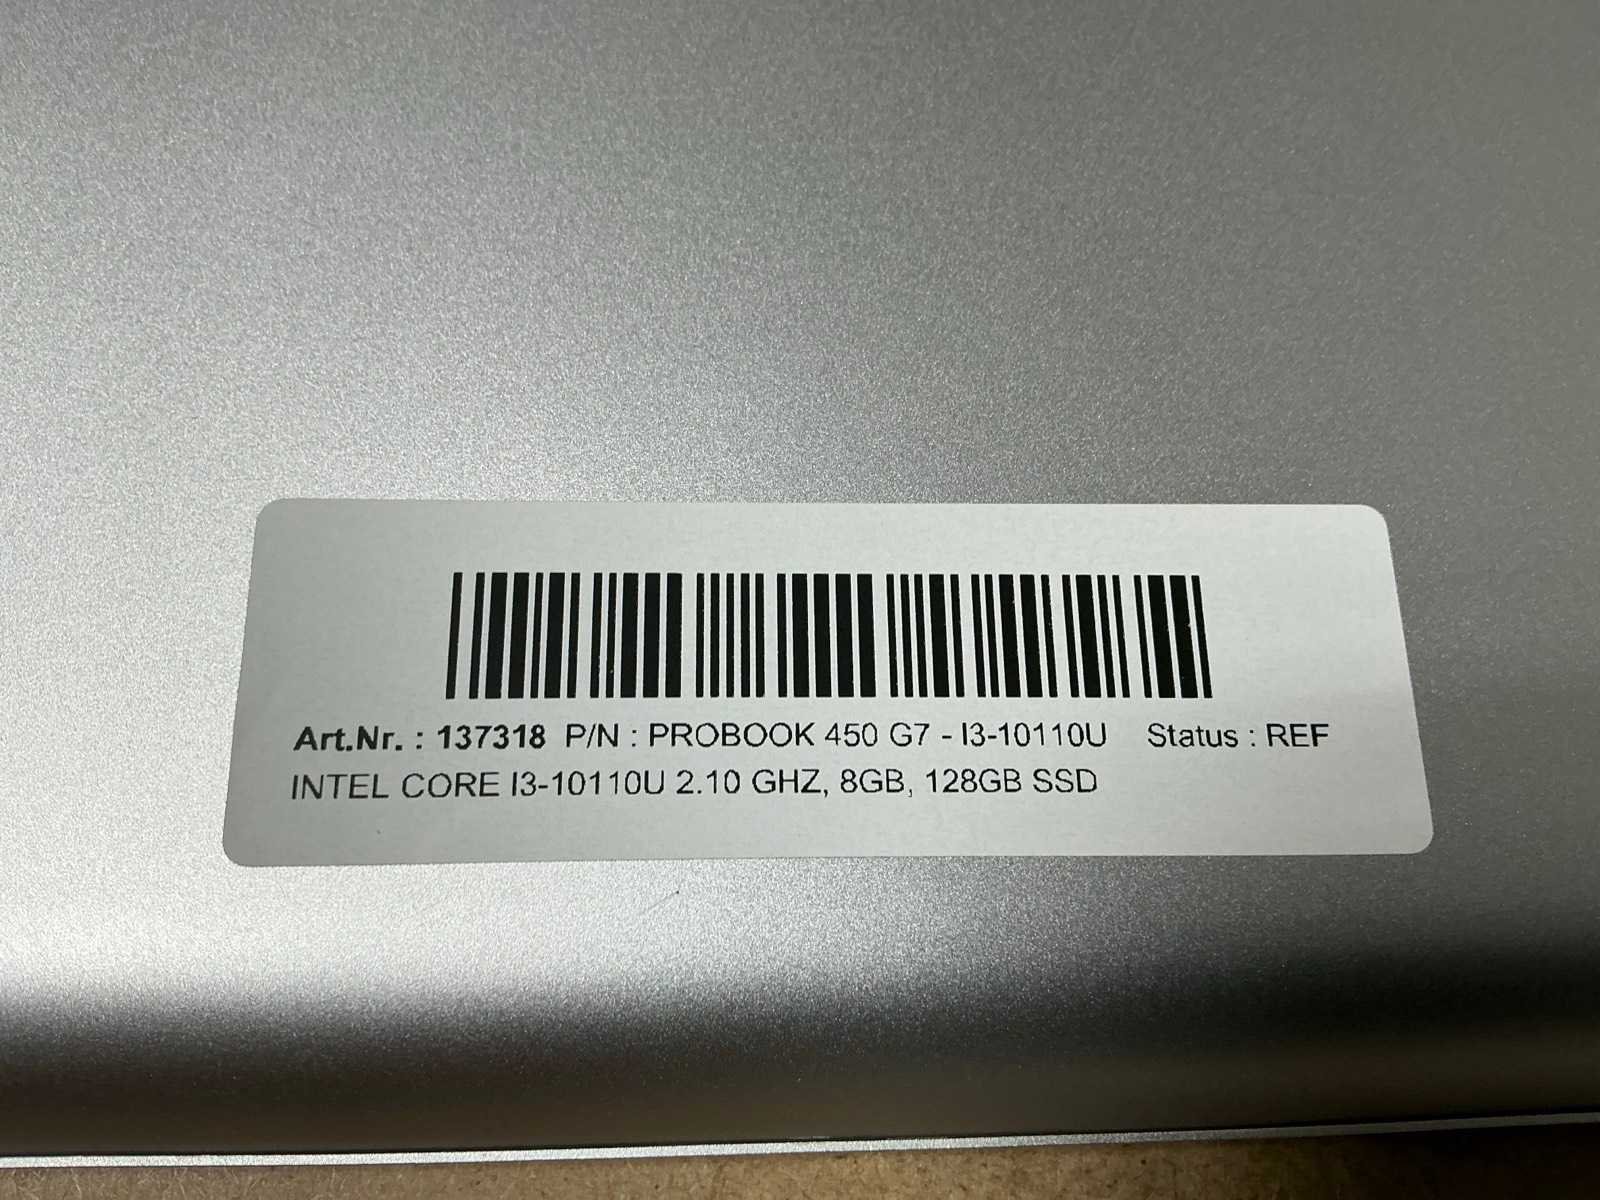 Art.Nr. : 137318 P/N : PROBOOK 450 G7 - I3-10110U Status : REF
INTEL CORE I3-10110U 2.10 GHZ, 8GB, 128GB SSD